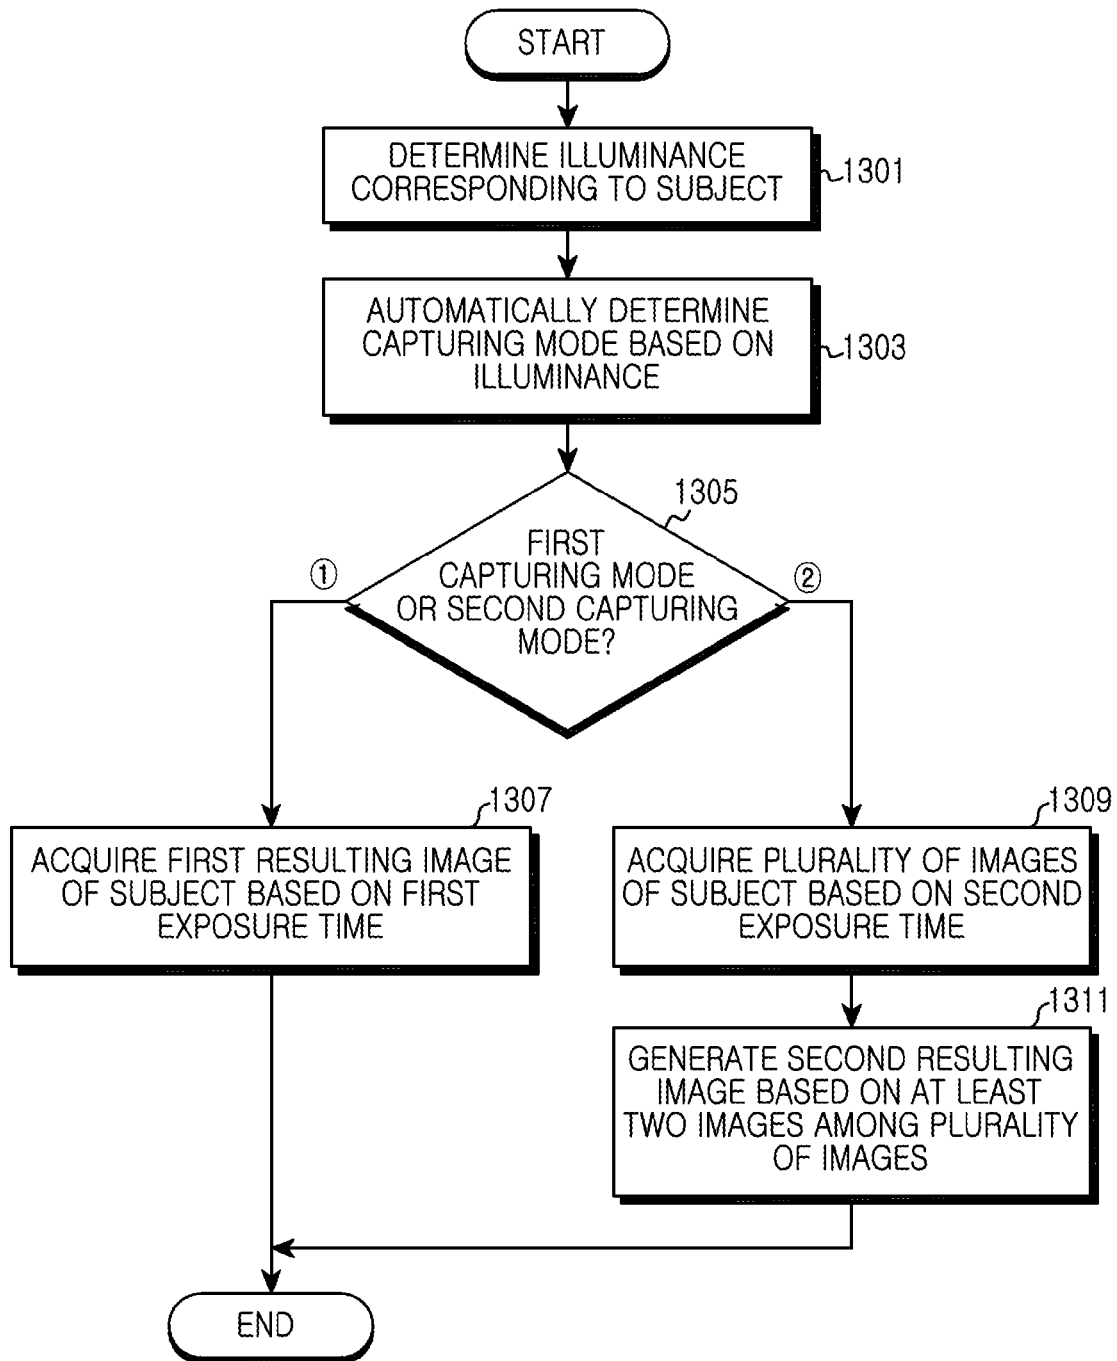 START
DETERMINE ILLUMINANCE
CORRESPONDING TO SUBJECT
1301
AUTOMATICALLY DETERMINE
CAPTURING MODE BASED ON
ILLUMINANCE
1303
1305
FIRST
CAPTURING MODE
OR SECOND CAPTURING
MODE?
①
②
1307
ACQUIRE FIRST RESULTING IMAGE
OF SUBJECT BASED ON FIRST
EXPOSURE TIME
1309
ACQUIRE PLURALITY OF IMAGES
OF SUBJECT BASED ON SECOND
EXPOSURE TIME
1311
GENERATE SECOND RESULTING
IMAGE BASED ON AT LEAST
TWO IMAGES AMONG PLURALITY
OF IMAGES
END